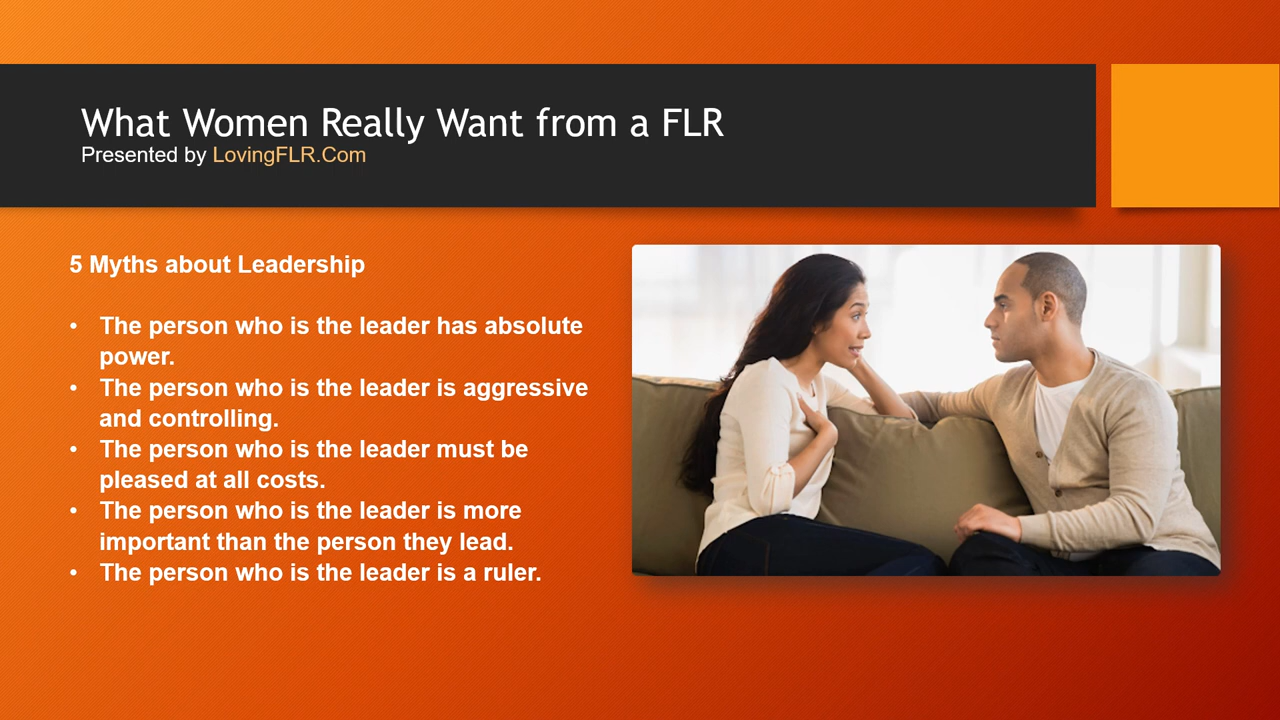 What Women Really Want from a FLR
Presented by LovingFLR.Com
5 Myths about Leadership
• The person who is the leader has absolute
power.
• The person who is the leader is aggressive
and controlling.
• The person who is the leader must be
pleased at all costs.
• The person who is the leader is more
important than the person they lead.
• The person who is the leader is a ruler.